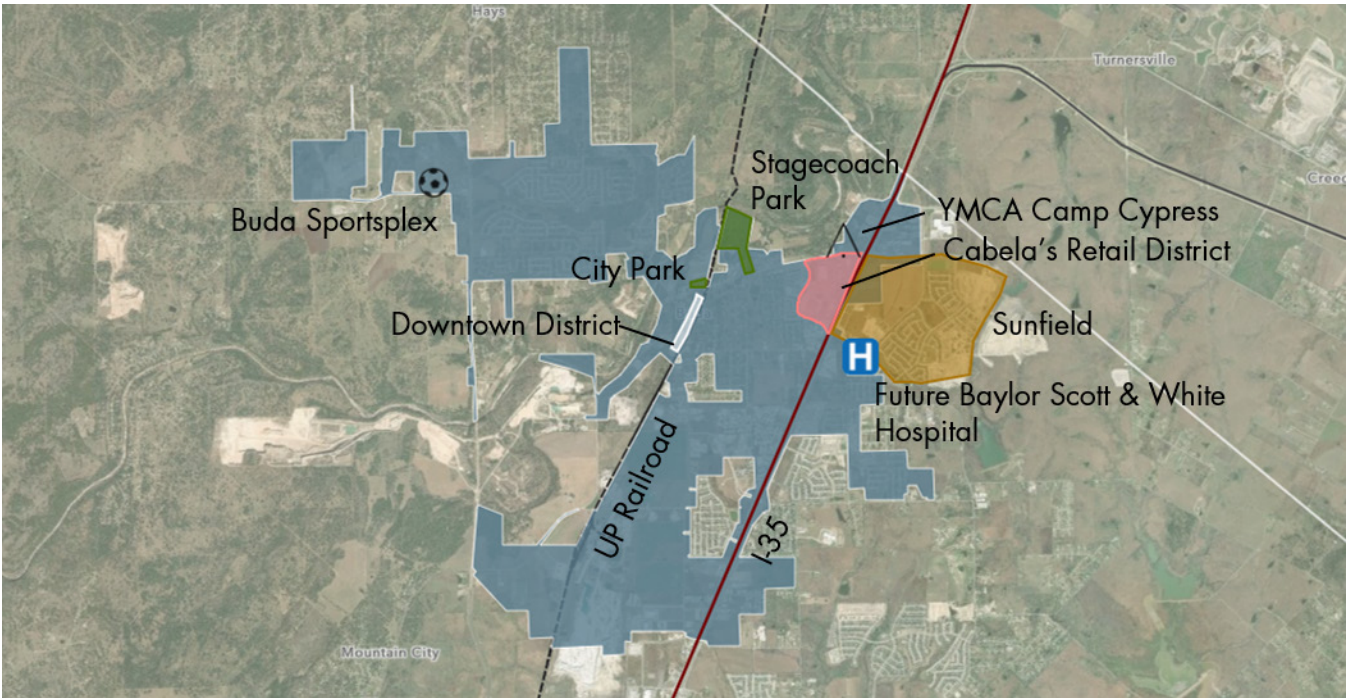 Hays
Turnersville
Stagecoach
Park
Creed
Buda Sportsplex
YMCA Camp Cypress
Cabela's Retail District
City Park
Downtown District
Sunfield
H
Future Baylor Scott & White
Hospital
UP Railroad
I-35
Mountain City